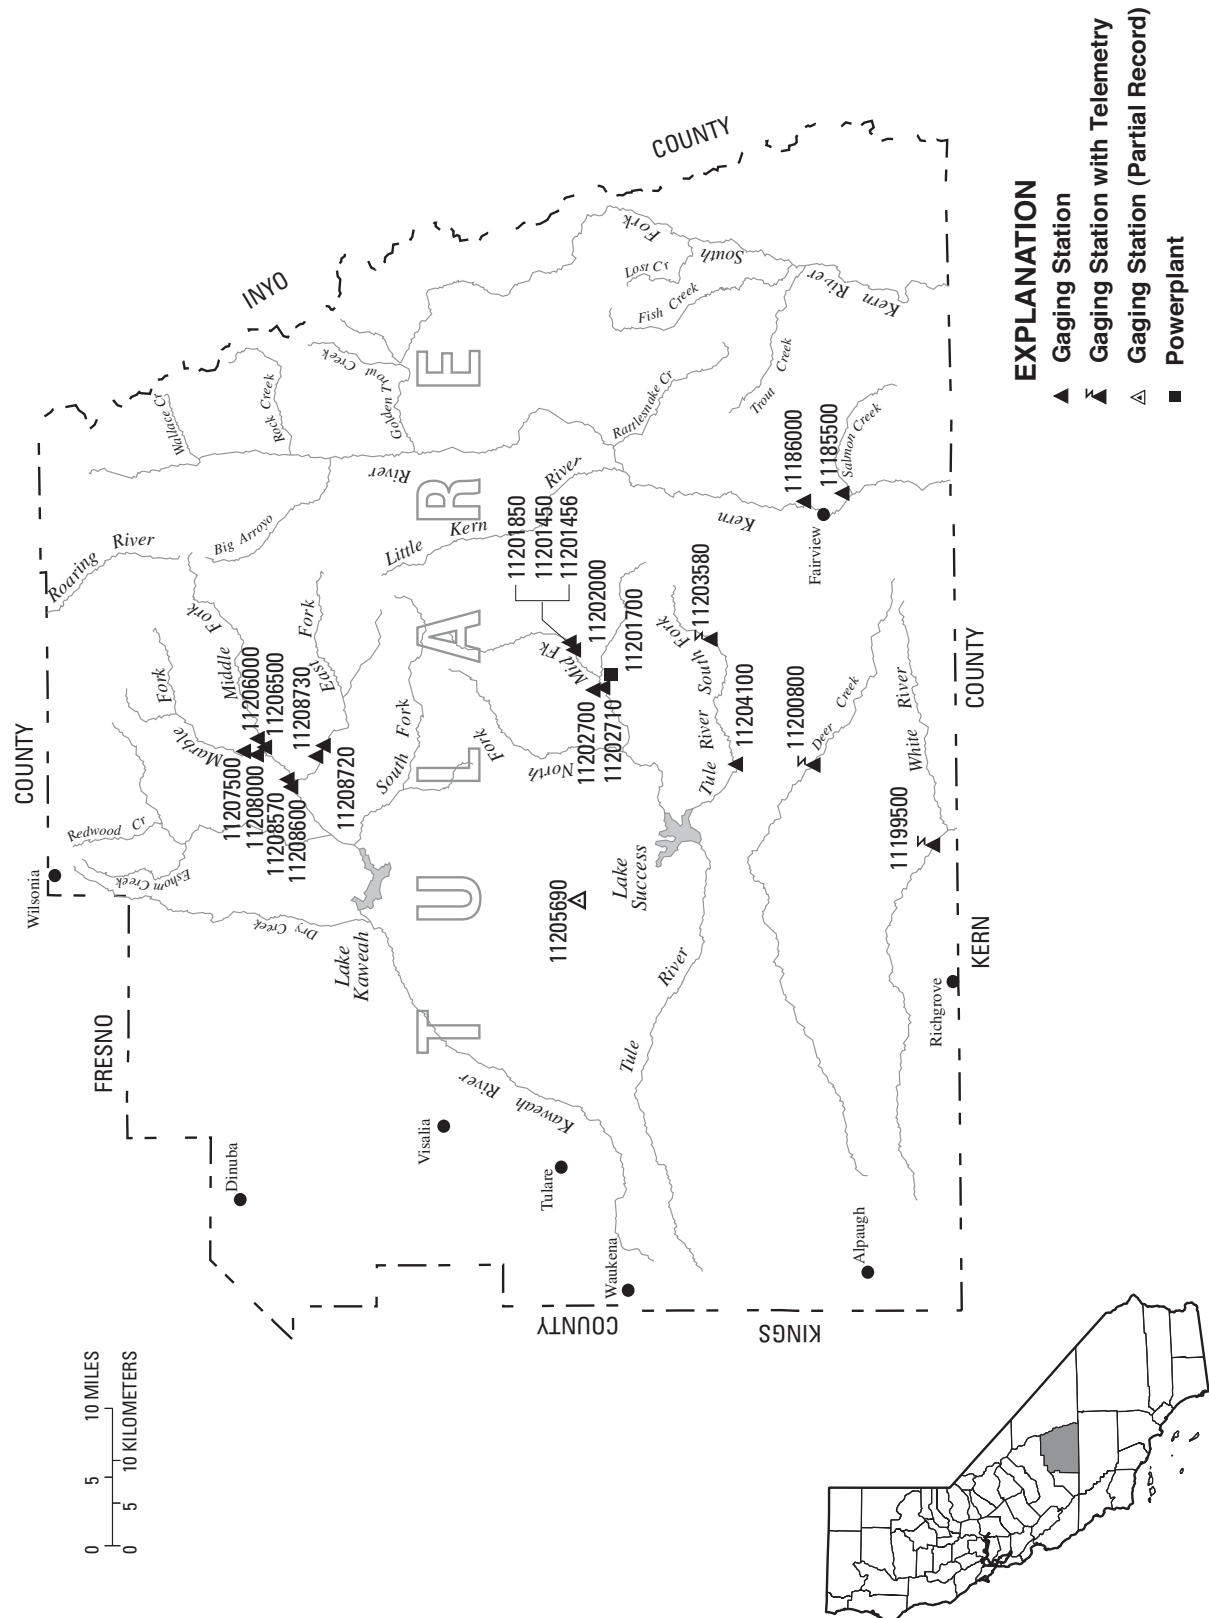 0 5 10 MILES
0 5 10 KILOMETERS
FRESNO
COUNTY
INYO
COUNTY
KERN
COUNTY
KINGS
COUNTY
TULARE
Wilsonia
Dinuba
Visalia
Tulare
Waukena
Alpaugh
Richgrove
Fairview
Redwood Cr
Eshom Creek
Dry Creek
Lake
Kaweah
Kaweah River
Marble Fork
Middle Fork
East Fork
South Fork
North Fork
Mid Fk
Roaring River
Big Arroyo
Wallace Cr
Rock Creek
Golden Trout Creek
Kern River
Little Kern River
Rattlesnake Cr
Trout Creek
Fish Creek
Lost Cr
South Fork
Kern River
Salmon Creek
Lake
Success
Tule River
South Fork
Tule River
Deer Creek
White River
11207500
11208000
11208570
11208600
11206000
11206500
11208730
11208720
11201850
11201450
11201456
11202000
11201700
11202700
11202710
11203580
11204100
11200800
11199500
11205690
11186000
11185500
EXPLANATION
Gaging Station
Gaging Station with Telemetry
Gaging Station (Partial Record)
Powerplant